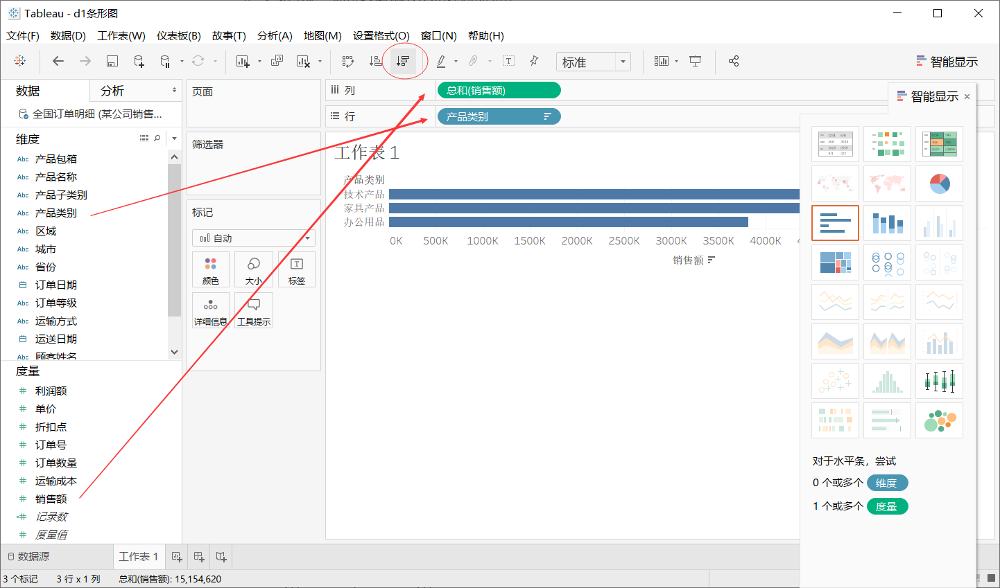 Tableau - d1条形图
文件(F) 数据(D) 工作表(W) 仪表板(B) 故事(T) 分析(A) 地图(M) 设置格式(O) 窗口(N) 帮助(H)
标准
智能显示
数据 分析
全国订单明细 (某公司销售...
维度
Abc 产品包箱
Abc 产品名称
Abc 产品子类别
Abc 产品类别
Abc 区域
Abc 城市
Abc 省份
订单日期
Abc 订单等级
Abc 运输方式
运送日期
Abc 顾客姓名
度量
# 利润额
# 单价
# 折扣点
# 订单号
# 订单数量
# 运输成本
# 销售额
=# 记录数
# 度量值
页面
筛选器
标记
自动
颜色 大小 标签
详细信息 工具提示
列 总和(销售额)
行 产品类别
工作表 1
产品类别
技术产品
家具产品
办公用品
0K 500K 1000K 1500K 2000K 2500K 3000K 3500K 4000K
销售额
智能显示 ×
对于水平条，尝试
0 个或多个 维度
1 个或多个 度量
数据源 工作表 1
3 个标记 3 行 x 1 列 总和(销售额): 15,154,620